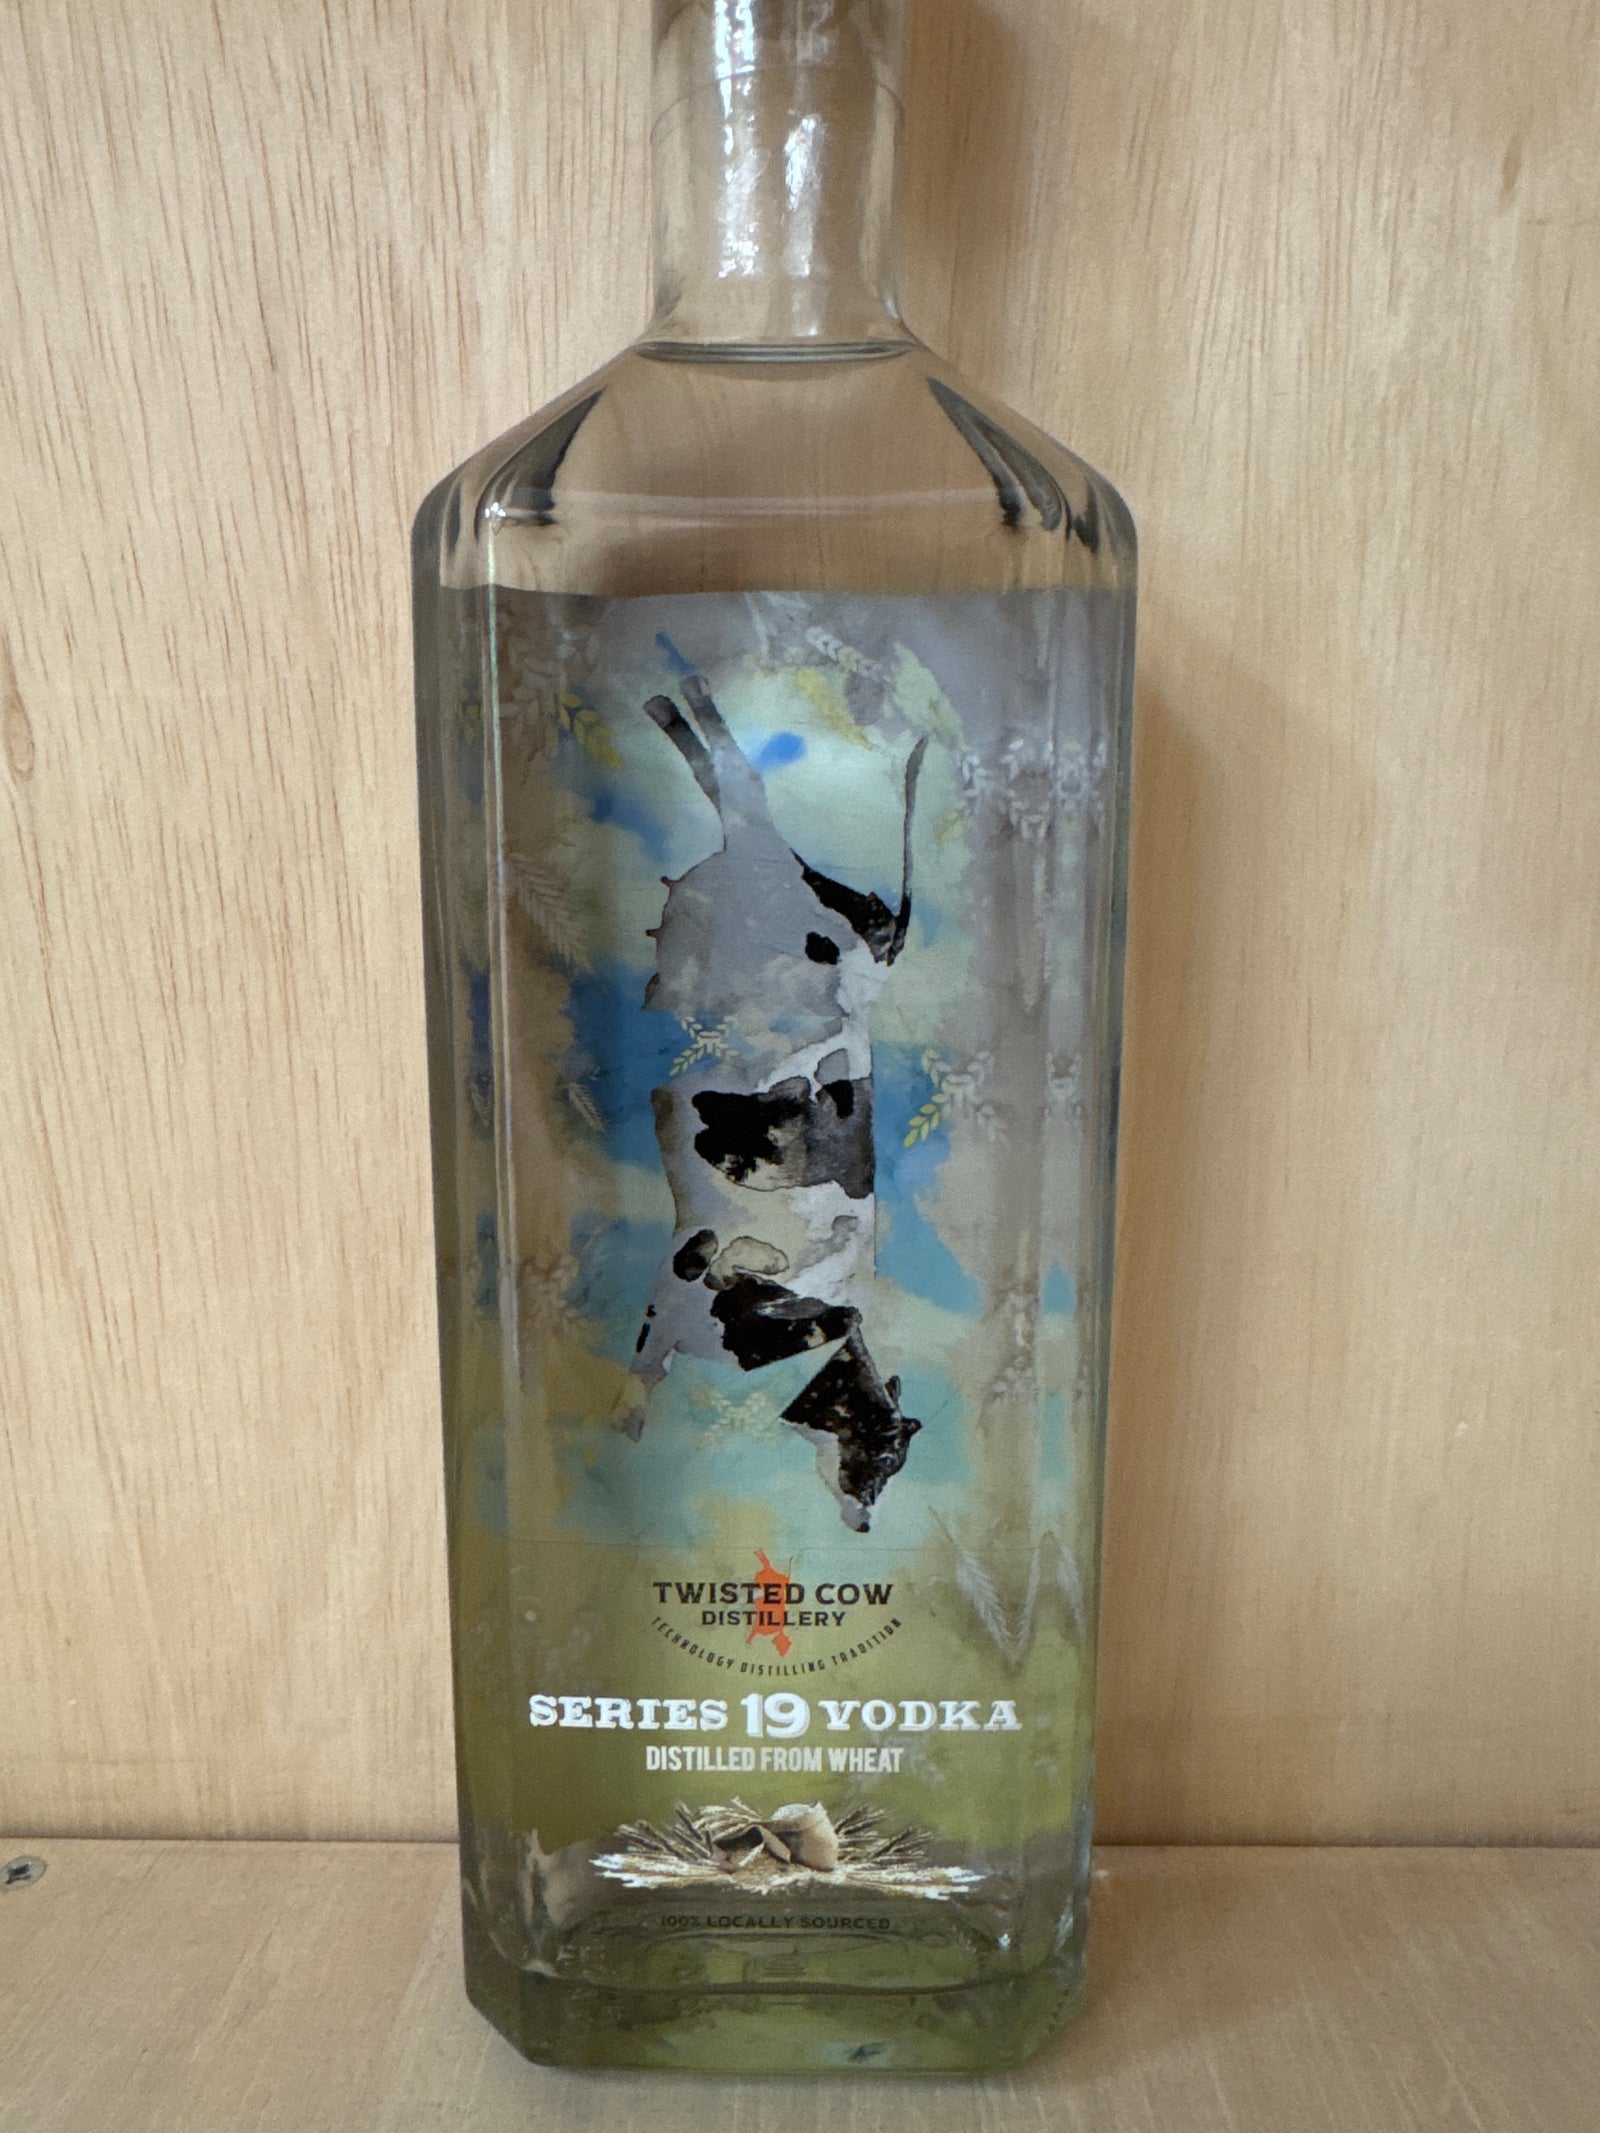 TWISTED COW
DISTILLERY
TECHNOLOGY DISTILLING TRADITION
SERIES 19 VODKA
DISTILLED FROM WHEAT
100% LOCALLY SOURCED